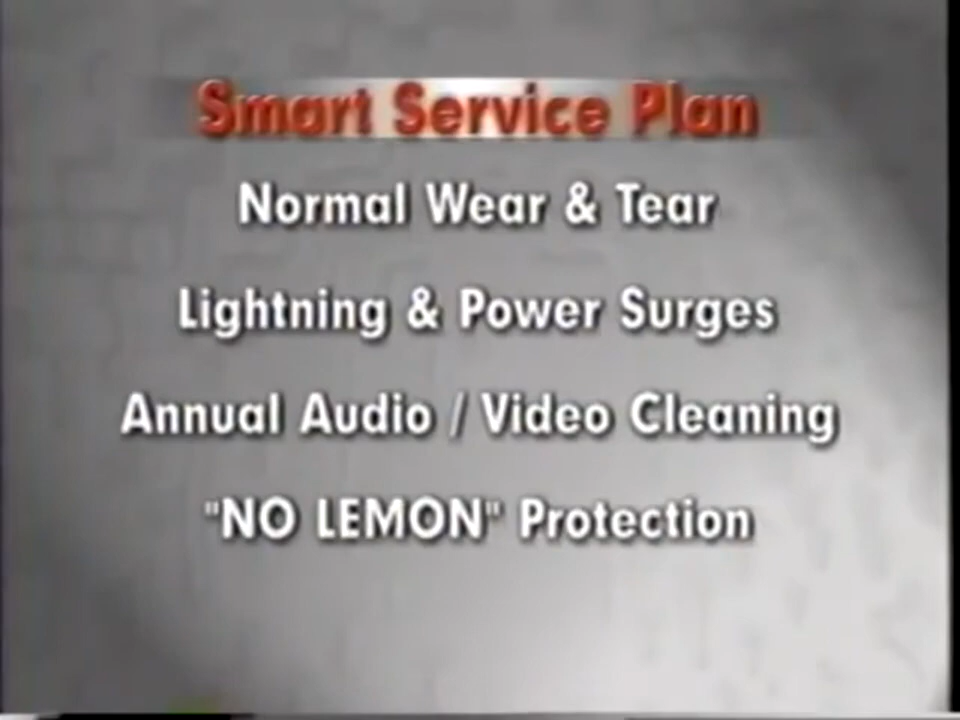 Smart Service Plan
Normal Wear & Tear
Lightning & Power Surges
Annual Audio / Video Cleaning
"NO LEMON" Protection